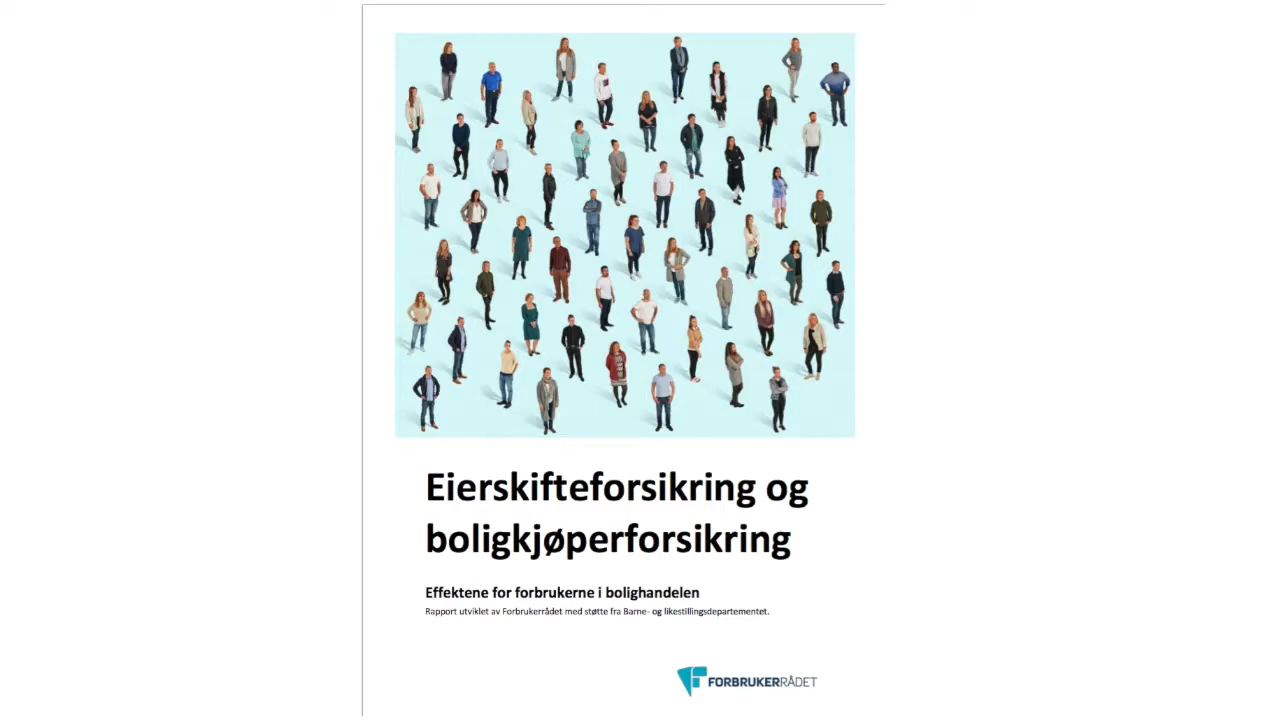 Eierskifteforsikring og
boligkjøperforsikring
Effektene for forbrukerne i bolighandelen
Rapport utviklet av Forbrukerrådet med støtte fra Barne- og likestillingsdepartementet.
FORBRUKERRÅDET